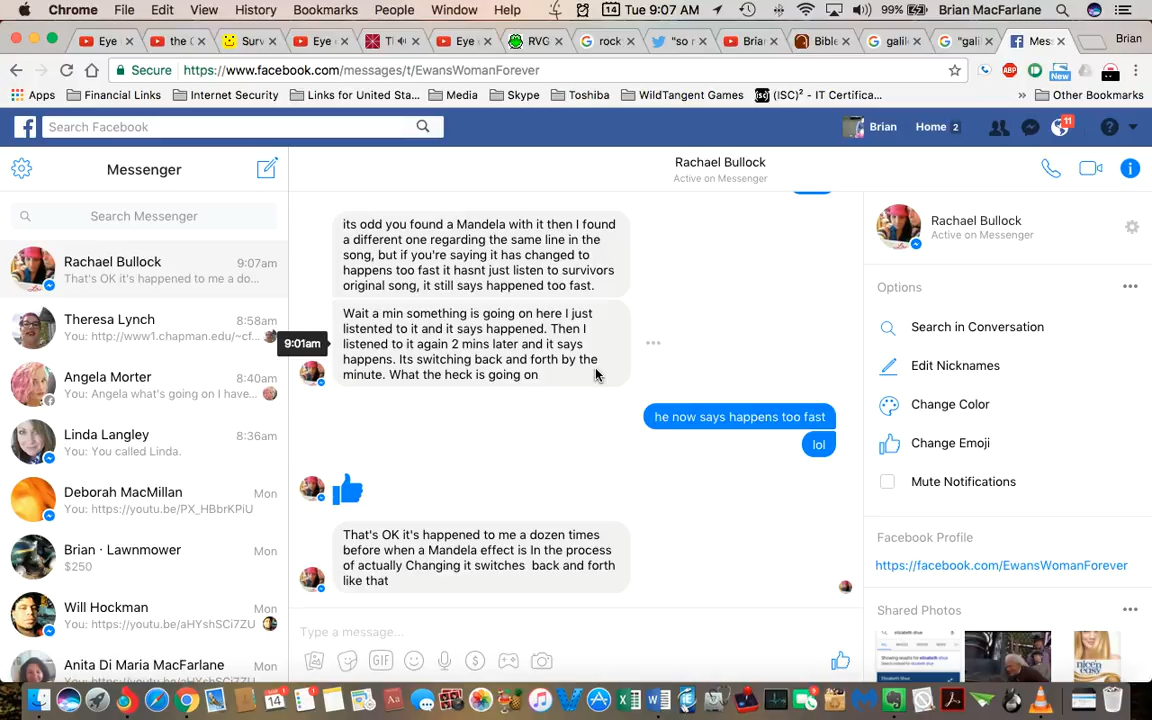 Chrome File Edit View History Bookmarks People Window Help 14 Tue 9:07 AM 99% Brian MacFarlane
Eye the C Surv Eye T Eye RVG rock "so r Bria Bible galile "gali Mess Brian
Secure https://www.facebook.com/messages/t/EwansWomanForever ABP New
Apps Financial Links Internet Security Links for United Sta... Media Skype Toshiba WildTangent Games (ISC)² - IT Certifica... » Other Bookmarks
Search Facebook Brian Home 2 11
Messenger
Search Messenger
Rachael Bullock 9:07am
That's OK it's happened to me a do...
Theresa Lynch 8:58am
You: http://www1.chapman.edu/~cf...
Angela Morter 8:40am
You: Angela what's going on I have...
Linda Langley 8:36am
You: You called Linda.
Deborah MacMillan Mon
You: https://youtu.be/PX_HBbrKPiU
Brian · Lawnmower Mon
$250
Will Hockman Mon
You: https://youtu.be/aHYshSCi7ZU
Anita Di Maria MacFarlane Mon
Rachael Bullock
Active on Messenger
its odd you found a Mandela with it then I found
a different one regarding the same line in the
song, but if you're saying it has changed to
happens too fast it hasnt just listen to survivors
original song, it still says happened too fast.
9:01am
Wait a min something is going on here I just
listented to it and it says happened. Then I
listened to it again 2 mins later and it says
happens. Its switching back and forth by the
minute. What the heck is going on
he now says happens too fast
lol
That's OK it's happened to me a dozen times
before when a Mandela effect is In the process
of actually Changing it switches back and forth
like that
Type a message...
GIF
Rachael Bullock
Active on Messenger
Options
Search in Conversation
Edit Nicknames
Change Color
Change Emoji
Mute Notifications
Facebook Profile
https://facebook.com/EwansWomanForever
Shared Photos